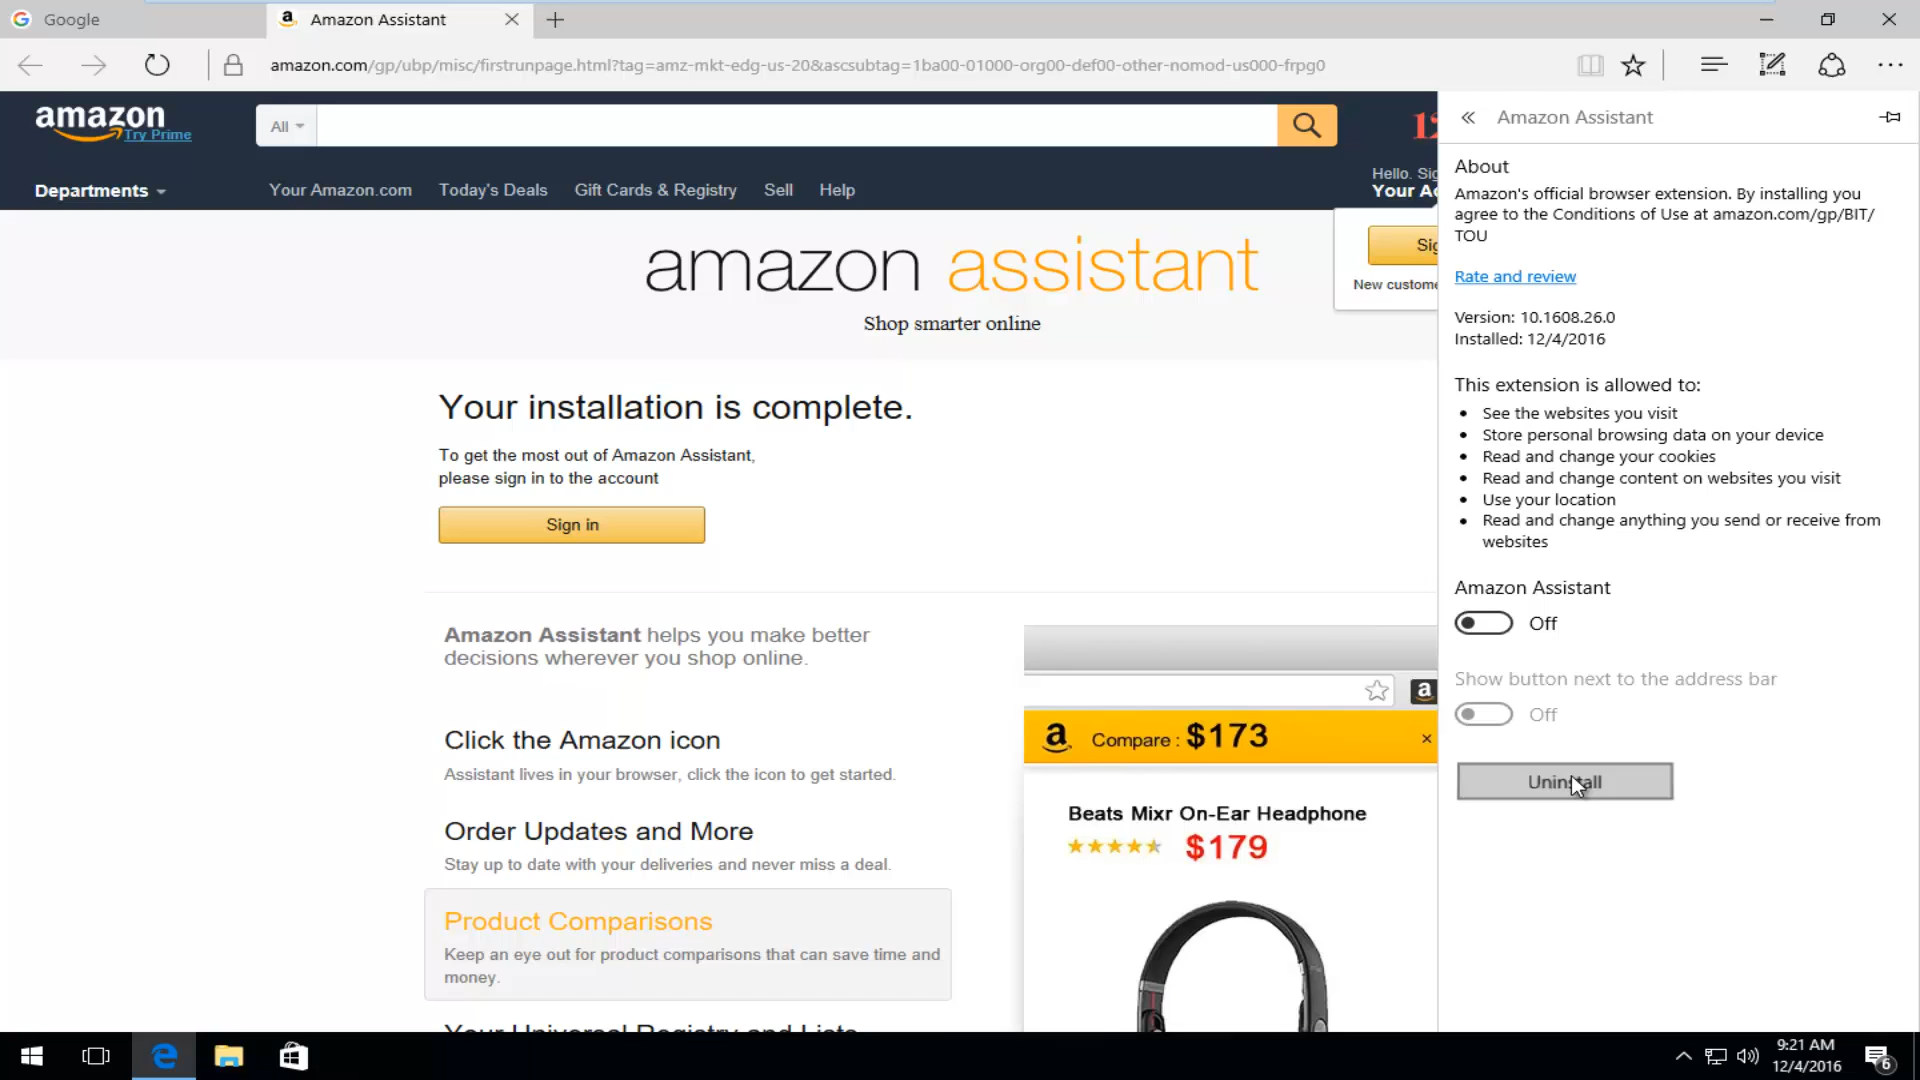 Google
a Amazon Assistant
amazon.com/gp/ubp/misc/firstrunpage.html?tag=amz-mkt-edg-us-20&ascsubtag=1ba00-01000-org00-def00-other-nomod-us000-frpg0
amazon
Try Prime
All
12
Hello. Sig
Departments
Your Amazon.com
Today's Deals
Gift Cards & Registry
Sell
Help
Your Ac
Sig
New custome
amazon assistant
Shop smarter online
Your installation is complete.
To get the most out of Amazon Assistant,
please sign in to the account
Sign in
Amazon Assistant helps you make better
decisions wherever you shop online.
Click the Amazon icon
Assistant lives in your browser, click the icon to get started.
Order Updates and More
Stay up to date with your deliveries and never miss a deal.
Product Comparisons
Keep an eye out for product comparisons that can save time and
money.
Your Universal Registry and Lists
a
a Compare : $173 ×
Beats Mixr On-Ear Headphone
$179
Amazon Assistant
About
Amazon's official browser extension. By installing you
agree to the Conditions of Use at amazon.com/gp/BIT/
TOU
Rate and review
Version: 10.1608.26.0
Installed: 12/4/2016
This extension is allowed to:
• See the websites you visit
• Store personal browsing data on your device
• Read and change your cookies
• Read and change content on websites you visit
• Use your location
• Read and change anything you send or receive from
websites
Amazon Assistant
Off
Show button next to the address bar
Off
Uninstall
9:21 AM
12/4/2016
6